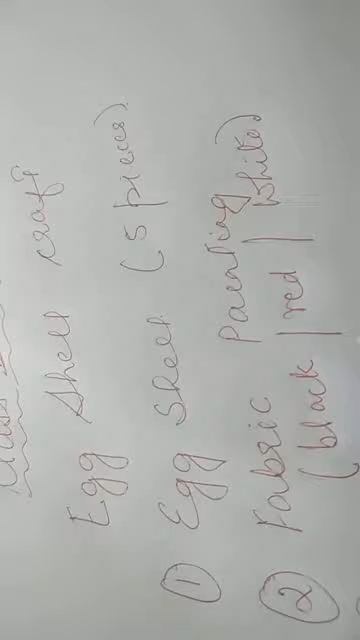 Egg Shell craft
① Egg Shell (5 pieces)
② Fabric Painting
(black | red | white)